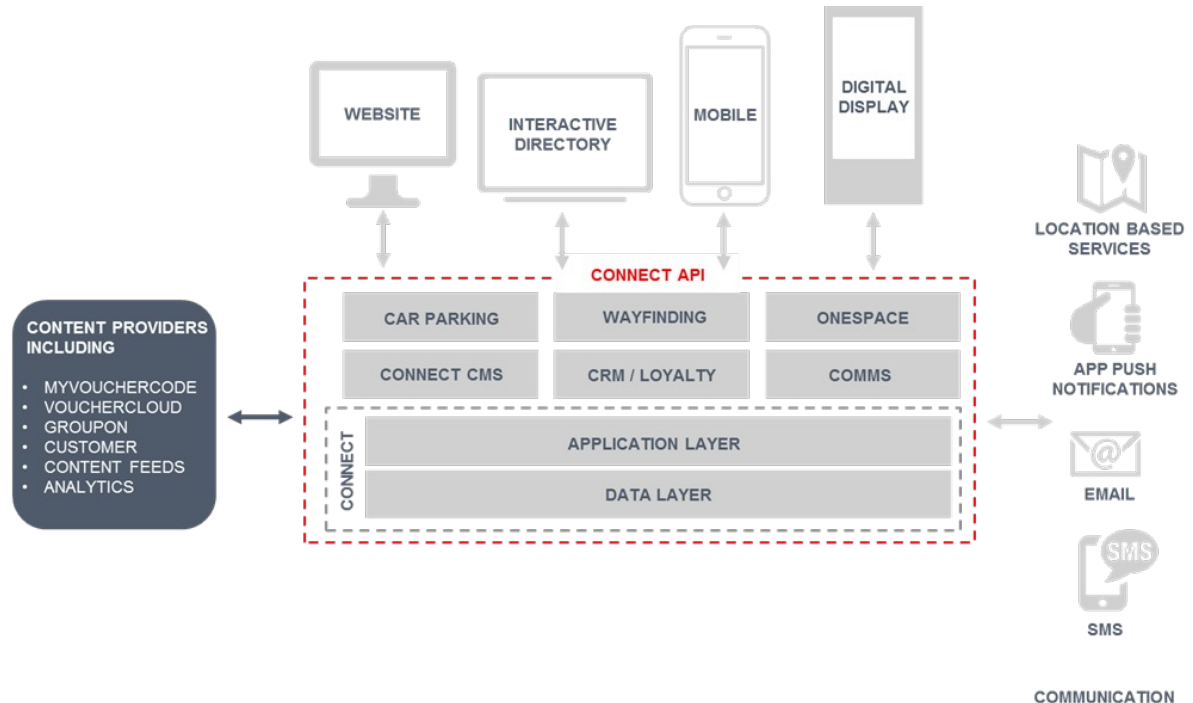 WEBSITE
INTERACTIVE
DIRECTORY
MOBILE
DIGITAL
DISPLAY
CONNECT API
CAR PARKING
WAYFINDING
ONESPACE
CONNECT CMS
CRM / LOYALTY
COMMS
CONNECT
APPLICATION LAYER
DATA LAYER
CONTENT PROVIDERS
INCLUDING
• MYVOUCHERCODE
• VOUCHERCLOUD
• GROUPON
• CUSTOMER
• CONTENT FEEDS
• ANALYTICS
LOCATION BASED
SERVICES
APP PUSH
NOTIFICATIONS
@
EMAIL
SMS
SMS
COMMUNICATION